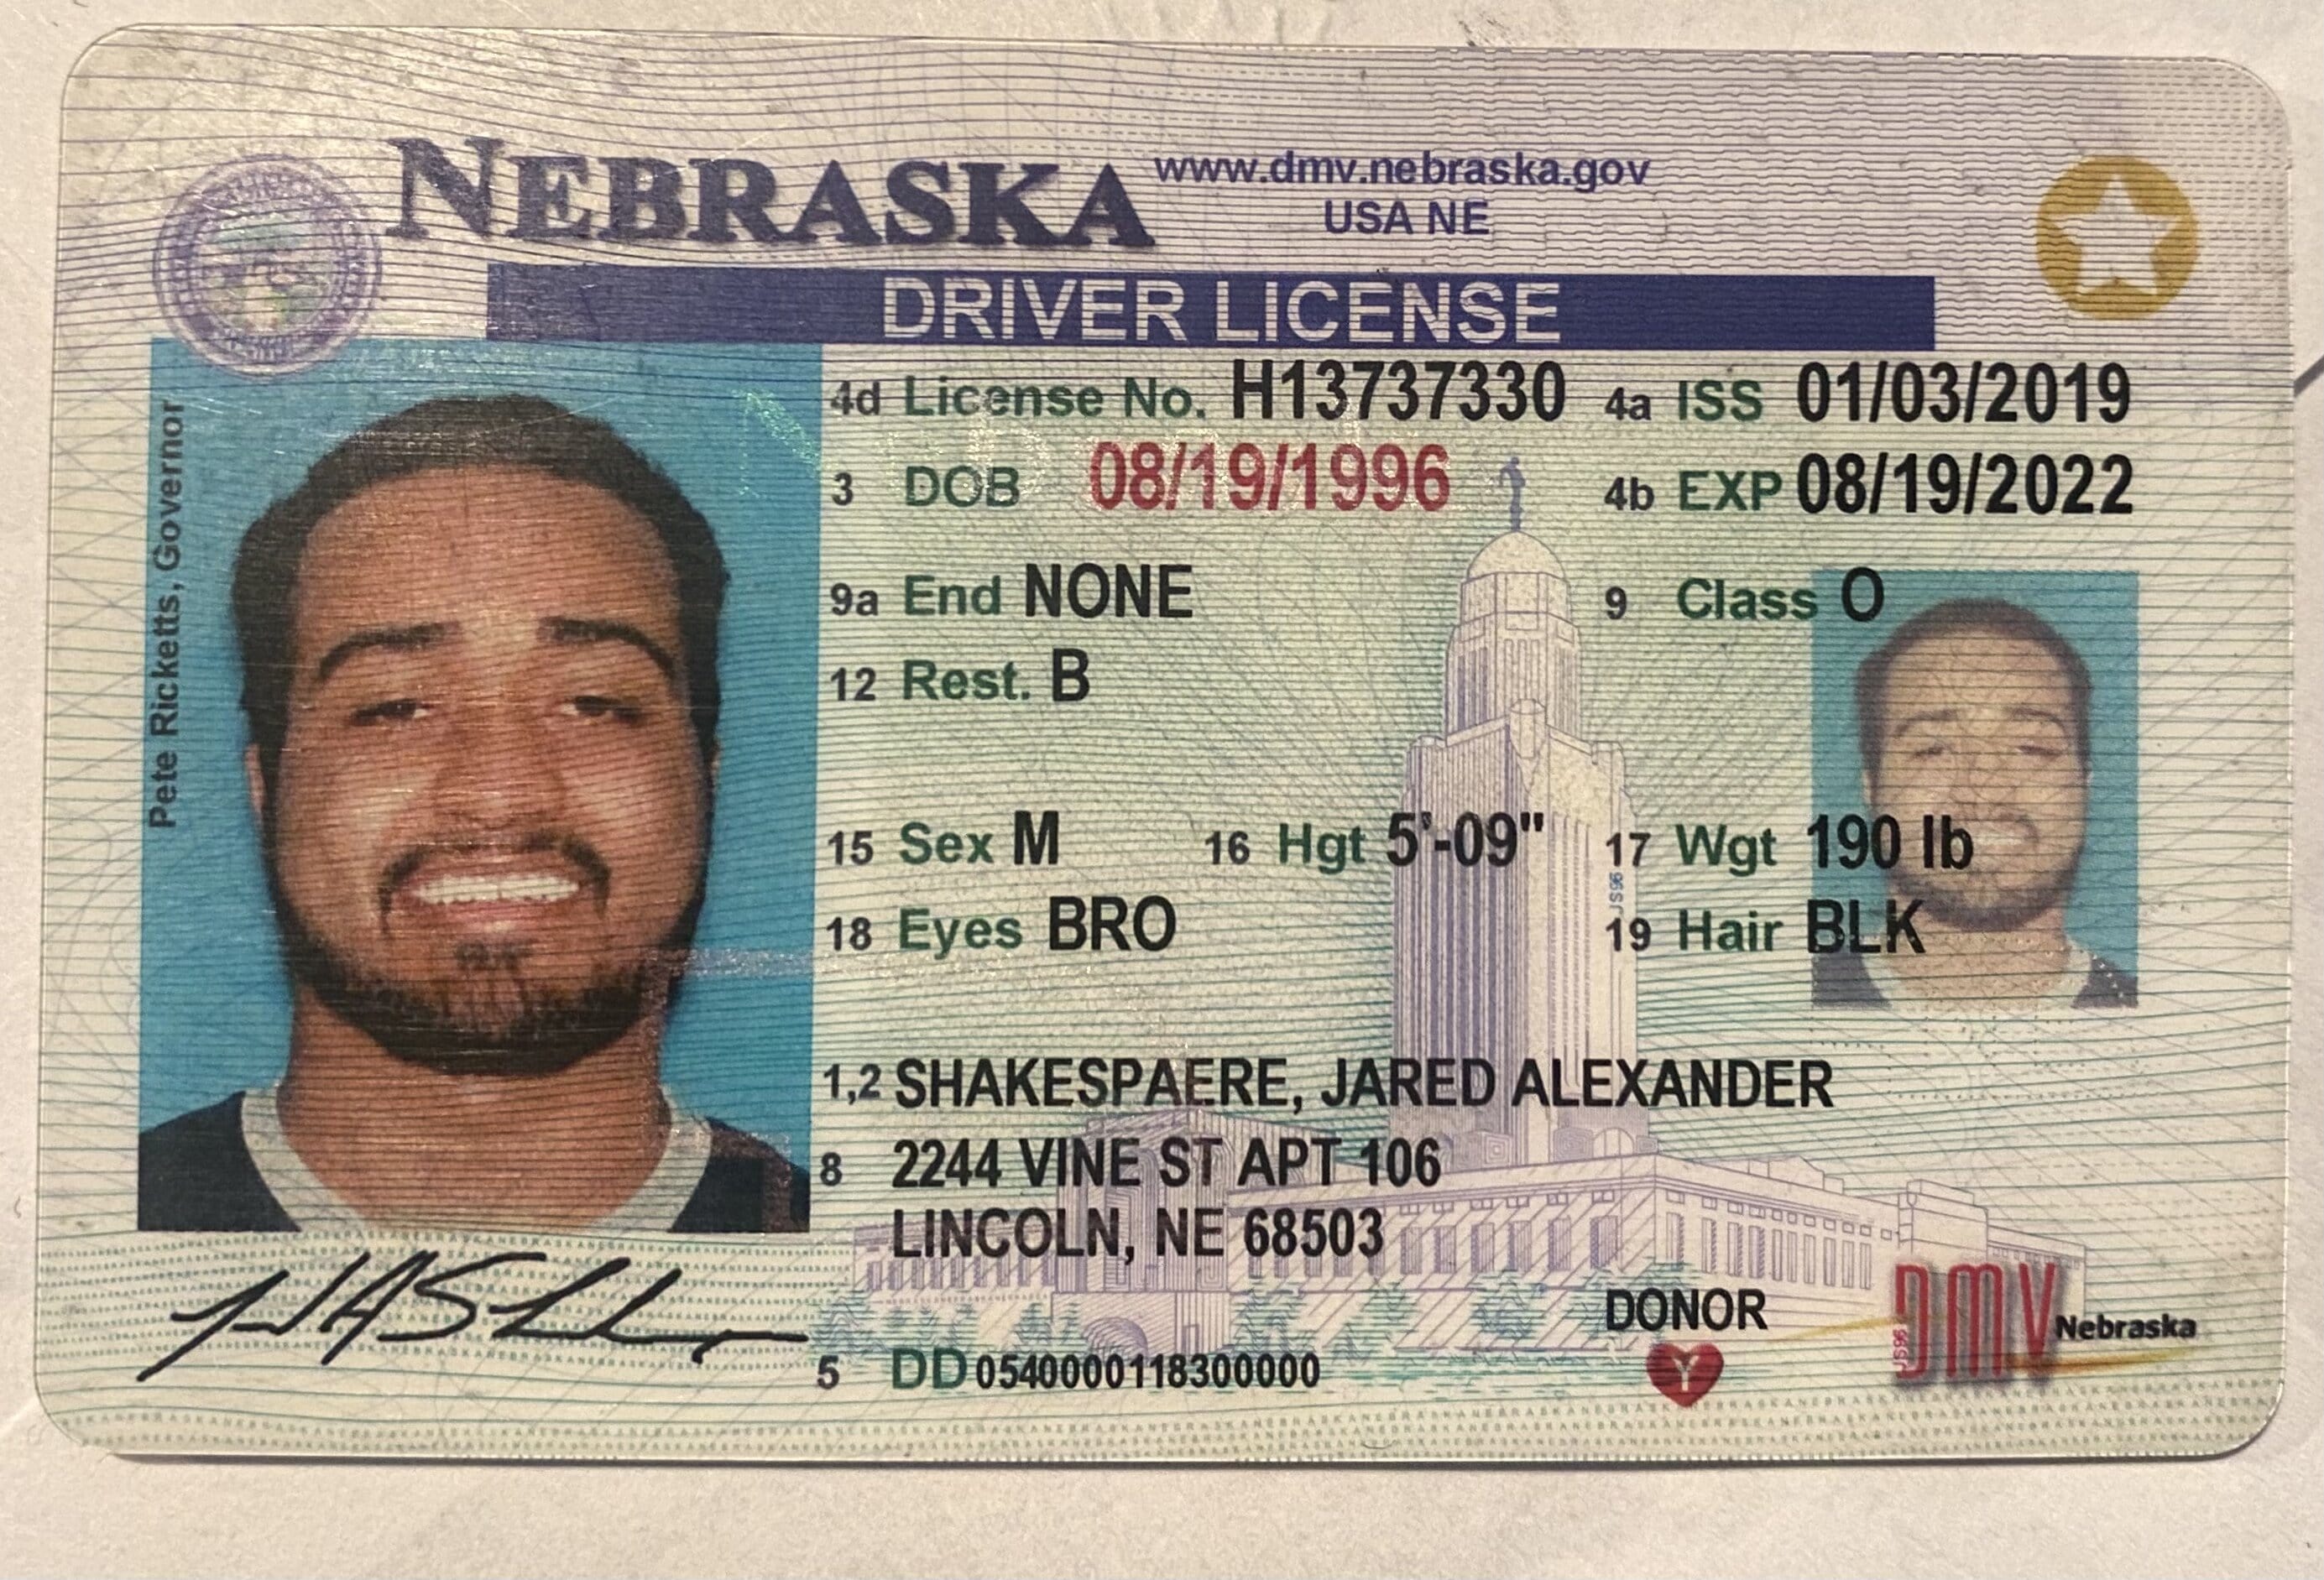 NEBRASKA
www.dmv.nebraska.gov
USA NE
DRIVER LICENSE
Pete Ricketts, Governor
4d License No. H13737330 4a ISS 01/03/2019
3 DOB 08/19/1996 4b EXP 08/19/2022
9a End NONE 9 Class O
12 Rest. B
15 Sex M 16 Hgt 5'-09" 17 Wgt 190 lb
JS96
18 Eyes BRO 19 Hair BLK
1,2 SHAKESPAERE, JARED ALEXANDER
8 2244 VINE ST APT 106
LINCOLN, NE 68503
DONOR
Y
JS96
DMV Nebraska
5 DD 0540000118300000